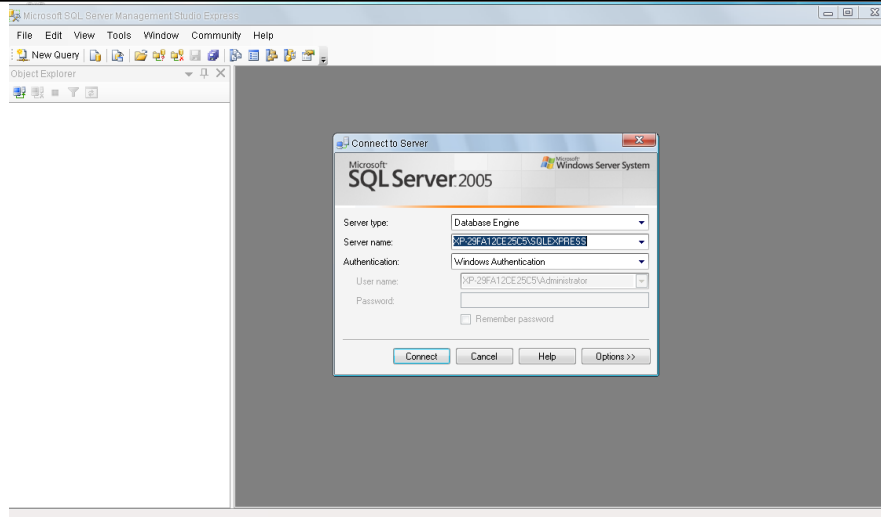 Microsoft SQL Server Management Studio Express
File Edit View Tools Window Community Help
New Query
Object Explorer
Connect to Server
Microsoft
SQL Server 2005
Microsoft
Windows Server System
Server type: Database Engine
Server name: XP-29FA12CE25C5\SQLEXPRESS
Authentication: Windows Authentication
User name: XP-29FA12CE25C5\Administrator
Password:
Remember password
Connect Cancel Help Options >>